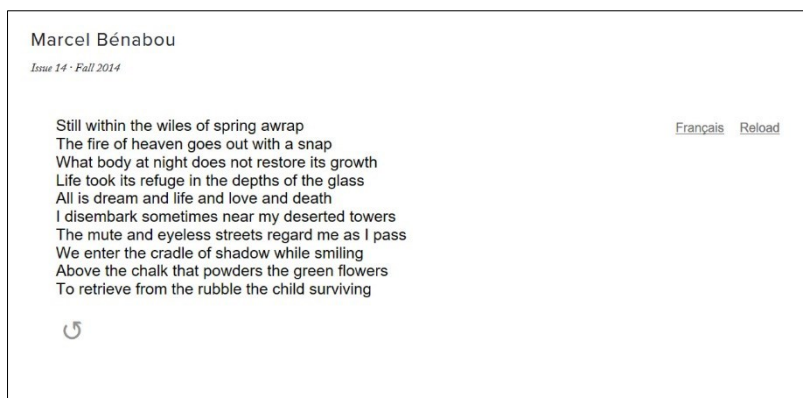 Marcel Bénabou
Issue 14 · Fall 2014
Still within the wiles of spring awrap
Français Reload
The fire of heaven goes out with a snap
What body at night does not restore its growth
Life took its refuge in the depths of the glass
All is dream and life and love and death
I disembark sometimes near my deserted towers
The mute and eyeless streets regard me as I pass
We enter the cradle of shadow while smiling
Above the chalk that powders the green flowers
To retrieve from the rubble the child surviving